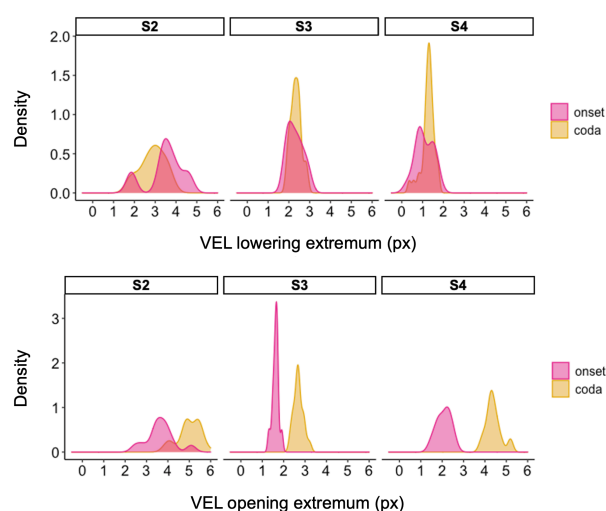 S2 S3 S4
2.0
1.5
1.0
0.5
0.0
Density
0 1 2 3 4 5 6 0 1 2 3 4 5 6 0 1 2 3 4 5 6
VEL lowering extremum (px)
onset
coda
S2 S3 S4
3
2
1
0
Density
0 1 2 3 4 5 6 0 1 2 3 4 5 6 0 1 2 3 4 5 6
VEL opening extremum (px)
onset
coda